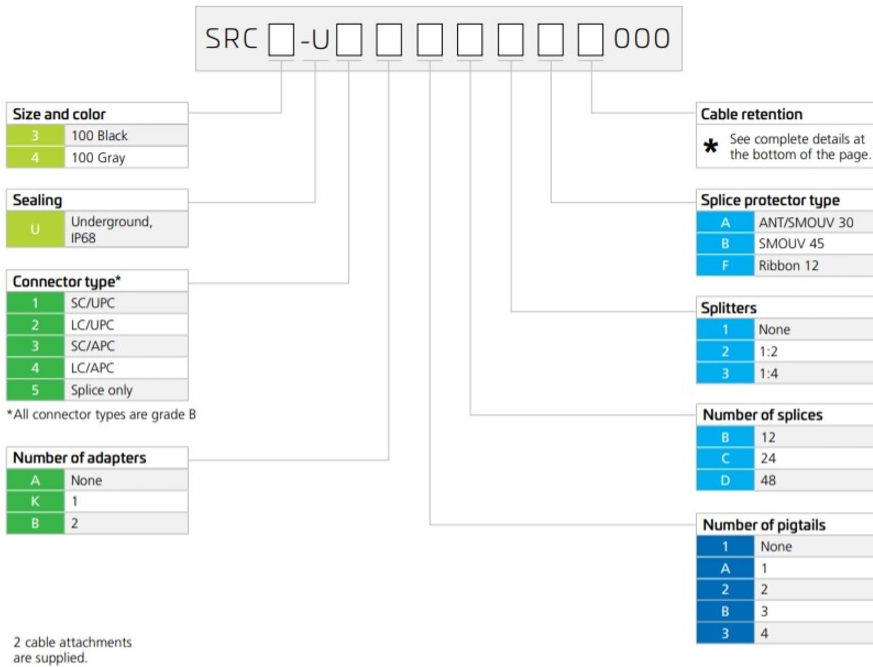 SRC -U 000
Size and color
3 100 Black
4 100 Gray
Sealing
U Underground,
IP68
Connector type*
1 SC/UPC
2 LC/UPC
3 SC/APC
4 LC/APC
5 Splice only
*All connector types are grade B
Number of adapters
A None
K 1
B 2
2 cable attachments
are supplied.
Cable retention
* See complete details at
the bottom of the page.
Splice protector type
A ANT/SMOUV 30
B SMOUV 45
F Ribbon 12
Splitters
1 None
2 1:2
3 1:4
Number of splices
B 12
C 24
D 48
Number of pigtails
1 None
A 1
2 2
B 3
3 4